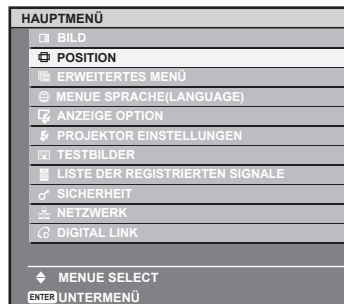 HAUPTMENÜ
BILD
POSITION
ERWEITERTES MENÜ
MENUE SPRACHE(LANGUAGE)
ANZEIGE OPTION
PROJEKTOR EINSTELLUNGEN
TESTBILDER
LISTE DER REGISTRIERTEN SIGNALE
SICHERHEIT
NETZWERK
DIGITAL LINK
MENUE SELECT
ENTER UNTERMENÜ